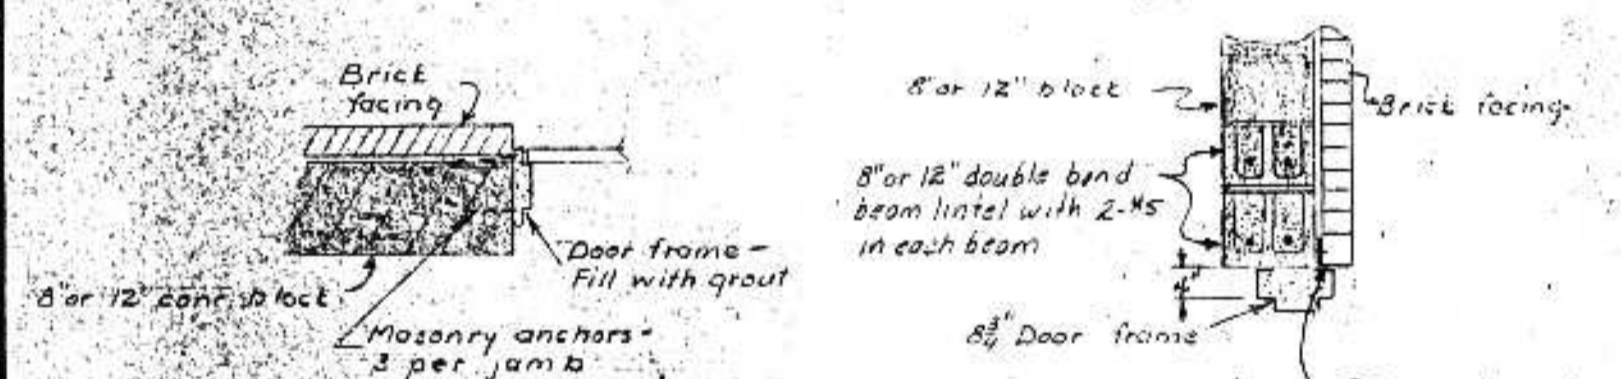 Brick
facing
8" or 12" conc. block
Door frame -
Fill with grout
Masonry anchors -
3 per jamb
8" or 12" block
Brick facing
8" or 12" double bond
beam lintel with 2-#5
in each beam
4"
8¾" Door frame